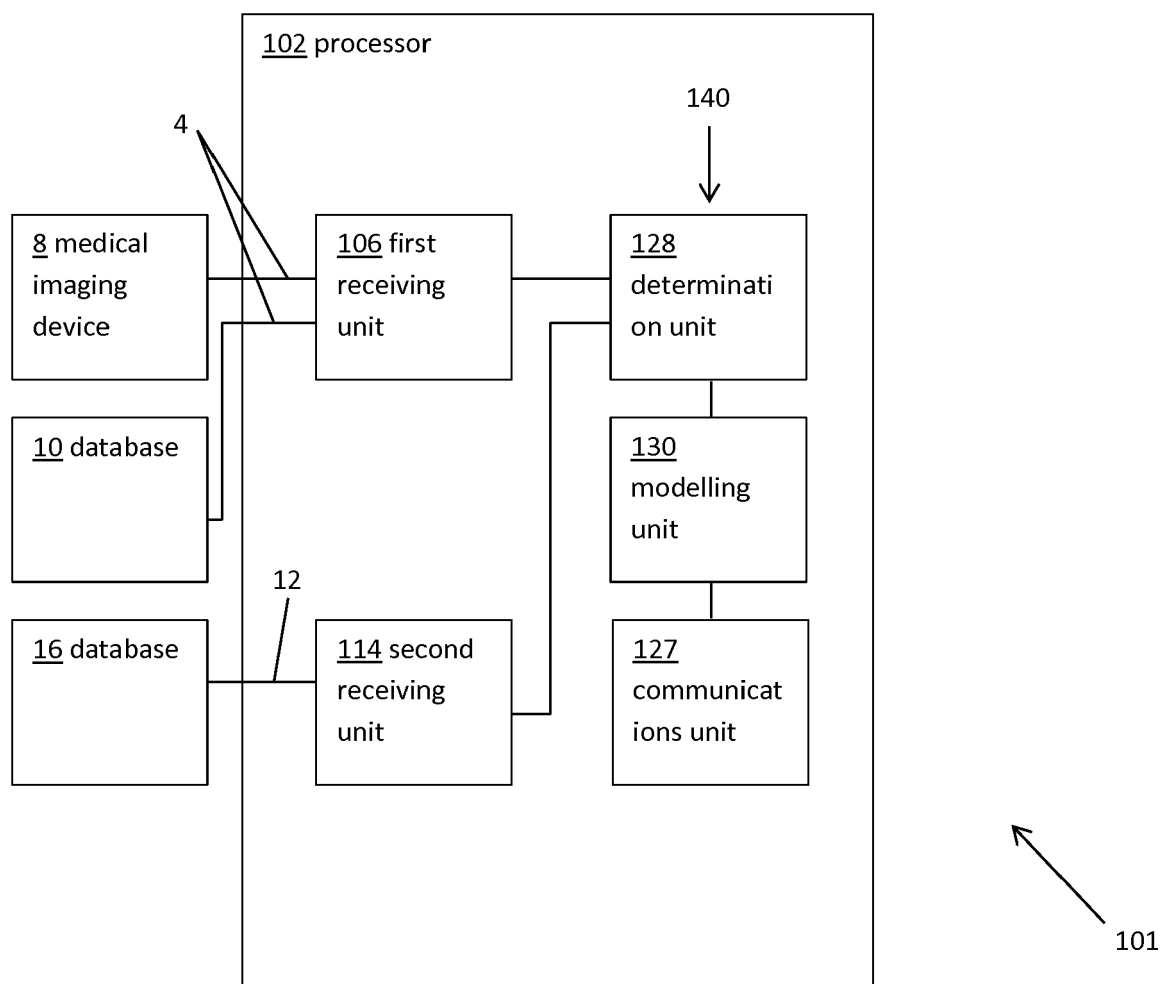 102 processor
140
4
8 medical
imaging
device
106 first
receiving
unit
128
determinati
on unit
10 database
130
modelling
unit
12
16 database
114 second
receiving
unit
127
communicat
ions unit
101